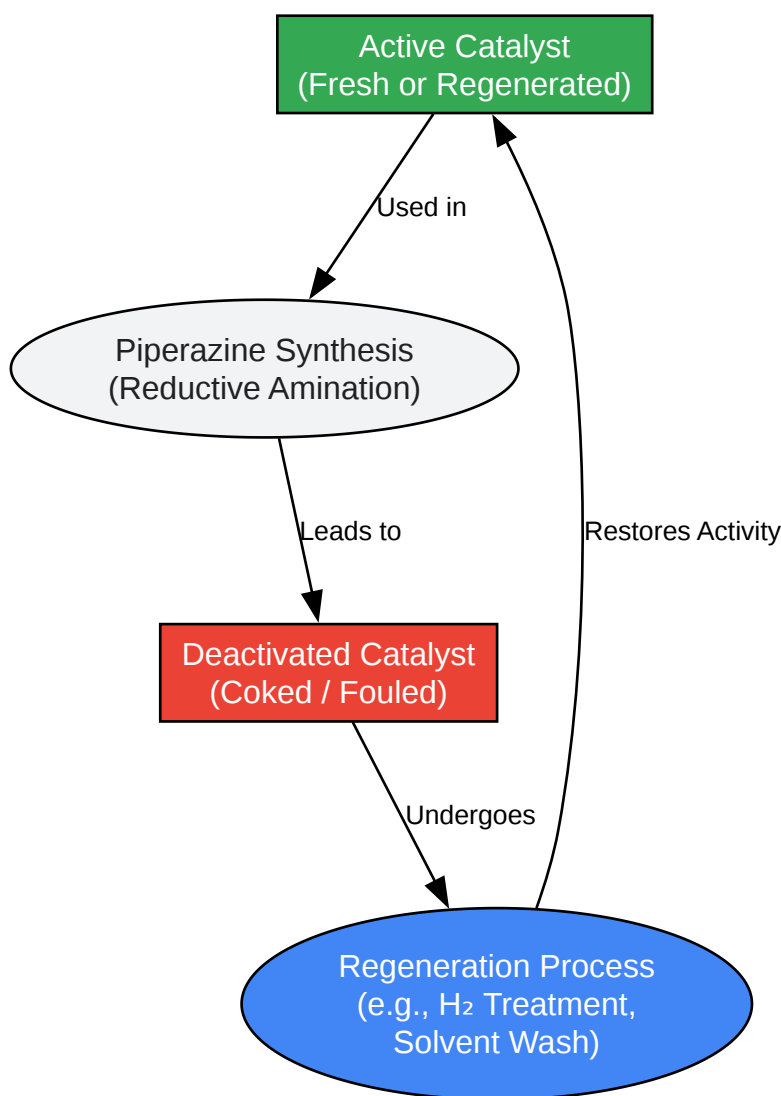 Active Catalyst
(Fresh or Regenerated)
Used in
Piperazine Synthesis
(Reductive Amination)
Leads to
Restores Activity
Deactivated Catalyst
(Coked / Fouled)
Undergoes
Regeneration Process
(e.g., H₂ Treatment,
Solvent Wash)